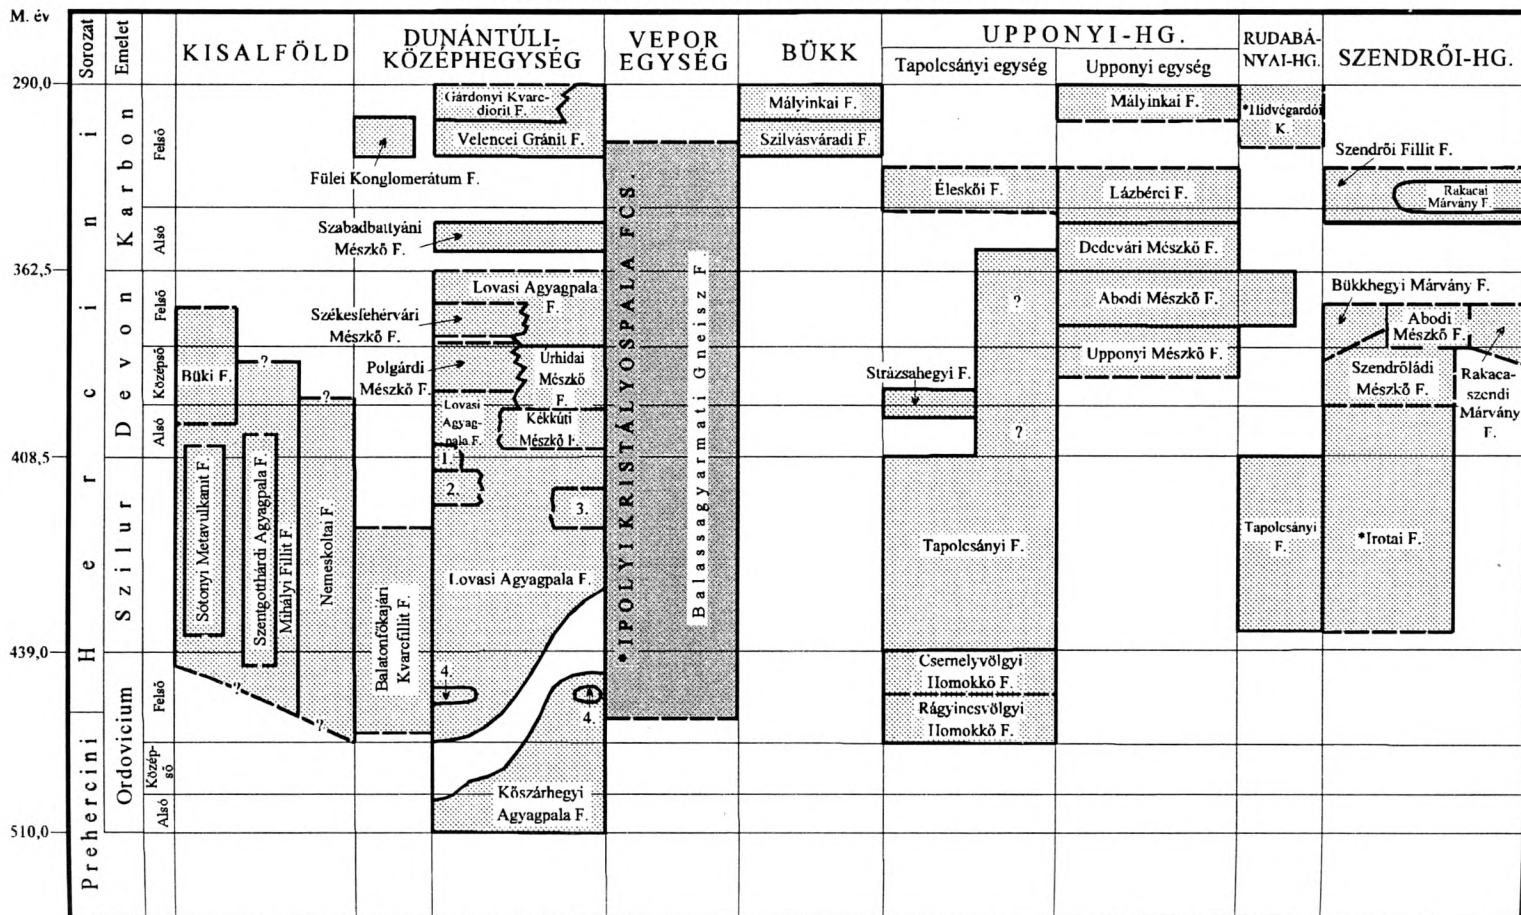 M. év
Sorozat
Emelet
KISALFÖLD
DUNÁNTÚLI-
KÖZÉPHEGYSÉG
VEPOR
EGYSÉG
BÜKK
UPPONYI-HG.
Tapolcsányi egység
Upponyi egység
RUDABÁ-
NYAI-HG.
SZENDRŐI-HG.
290,0
362,5
408,5
439,0
510,0
Hercini
Prehercini
Karbon
Devon
Szilur
Ordovicium
Felső
Alsó
Felső
Középső
Alsó
Felső
Közép-
ső
Alsó
Büki F.
?
?
?
?
Sótonyi Metavulkanit F.
Szentgotthárdi Agyagpala F.
Mihályi Fillit F.
Nemeskoltai F.
Fülei Konglomerátum F.
Szabadbattyáni
Mészkő F.
Székesfehérvári
Mészkő F.
Polgárdi
Mészkő F.
Balatonfőkajári
Kvarcfillit F.
Gárdonyi Kvarc-
diorit F.
Velencei Gránit F.
Lovasi Agyagpala
F.
Úrhidai
Mészkő
F.
Lovasi
Agyag-
pala F.
Kékkúti
Mészkő F.
1.
2.
3.
Lovasi Agyagpala F.
4.
4.
Kőszárhegyi
Agyagpala F.
*IPOLYI KRISTÁLYOSPALA FCS.
Balassagyarmati Gneisz F.
Mályinkai F.
Szilvásváradi F.
Éleskői F.
?
Strázsahegyi F.
?
Tapolcsányi F.
Csernelyvölgyi
Homokkő F.
Rágyincsvölgyi
Homokkő F.
Mályinkai F.
Lázbérci F.
Dedevári Mészkő F.
Abodi Mészkő F.
Upponyi Mészkő F.
*Hidvégardói
K.
Tapolcsányi
F.
Szendrői Fillit F.
Rakacai
Márvány F.
Bükkhegyi Márvány F.
Abodi
Mészkő F.
Szendrőládi
Mészkő F.
Rakaca-
szendi
Márvány
F.
*Irotai F.